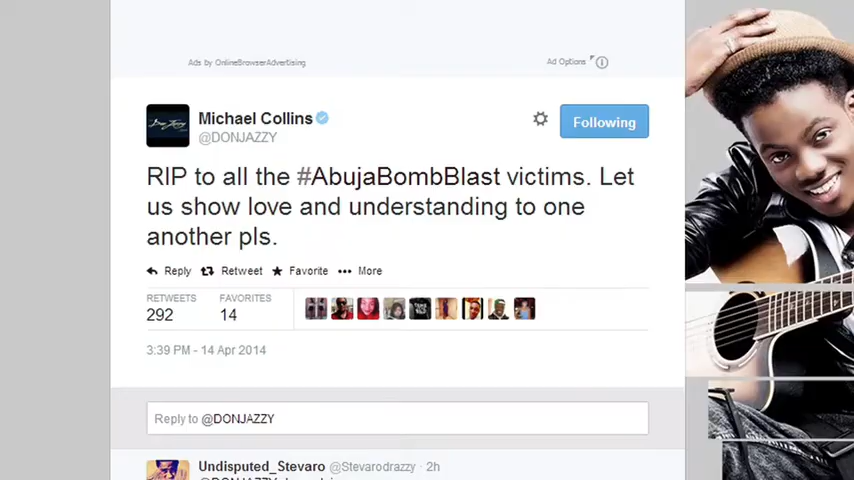 Ads by OnlineBrowserAdvertising
Ad Options
Michael Collins
@DONJAZZY
Following
RIP to all the #AbujaBombBlast victims. Let
us show love and understanding to one
another pls.
Reply Retweet Favorite More
RETWEETS FAVORITES
292 14
3:39 PM - 14 Apr 2014
Reply to @DONJAZZY
Undisputed_Stevaro @Stevarodrazzy · 2h